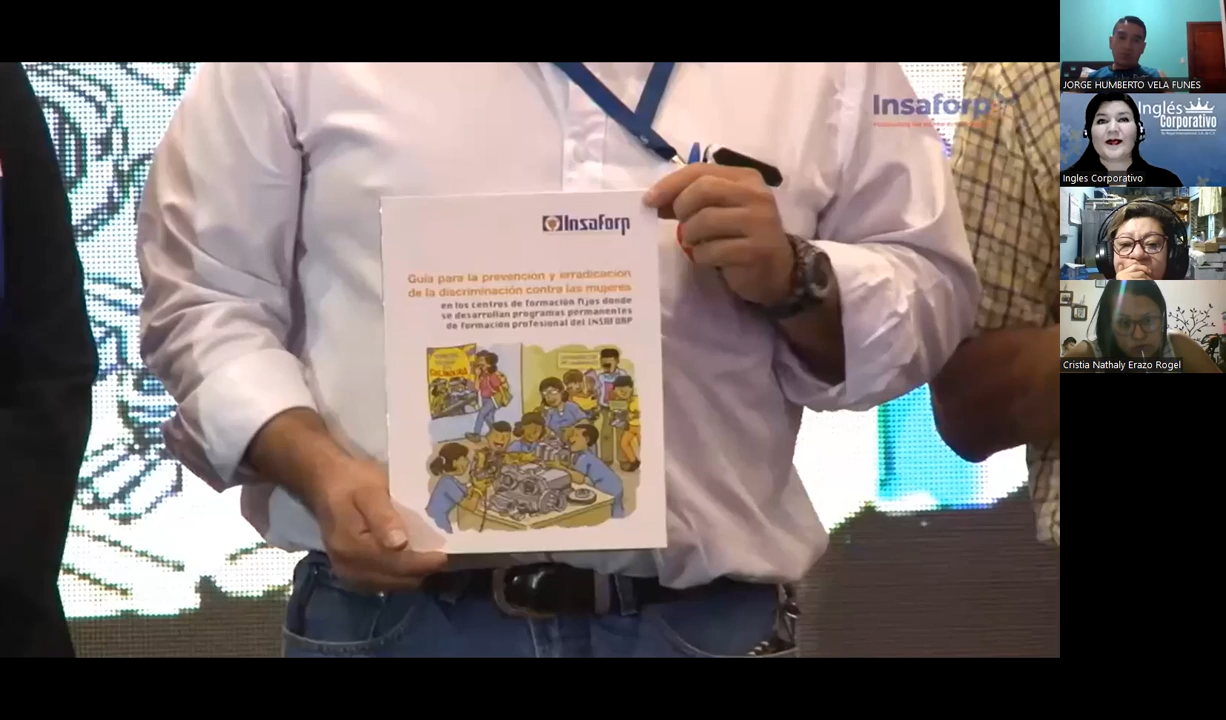 Insaforp
Insaforp
Guía para la prevención y erradicación
de la discriminación contra las mujeres
en los centros de formación fijos donde
se desarrollan programas permanentes
de formación profesional del INSAFORP
JORGE HUMBERTO VELA FUNES
Inglés
Corporativo
Ingles Corporativo
Cristia Nathaly Erazo Rogel